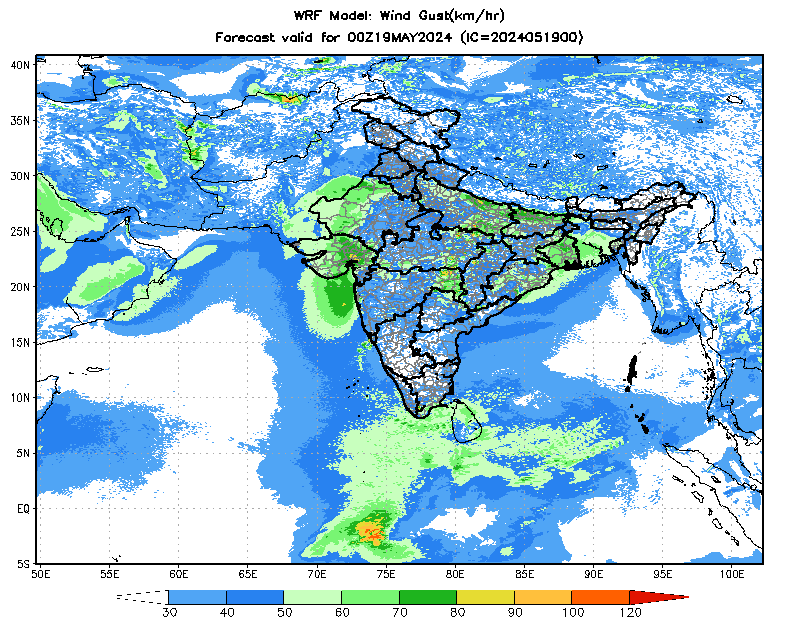 WRF Model: Wind Gust(km/hr)
Forecast valid for 00Z19MAY2024 (IC=2024051900)
40N
35N
30N
25N
20N
15N
10N
5N
EQ
5S
50E 55E 60E 65E 70E 75E 80E 85E 90E 95E 100E
30 40 50 60 70 80 90 100 120